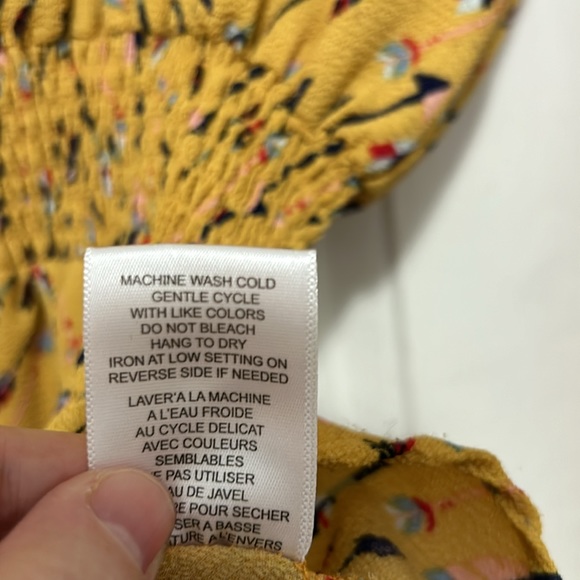 MACHINE WASH COLD
GENTLE CYCLE
WITH LIKE COLORS
DO NOT BLEACH
HANG TO DRY
IRON AT LOW SETTING ON
REVERSE SIDE IF NEEDED
LAVER'A LA MACHINE
A L'EAU FROIDE
AU CYCLE DELICAT
AVEC COULEURS
SEMBLABLES
PAS UTILISER
DE JAVEL
POUR SECHER
A BASSE
A'LENVERS